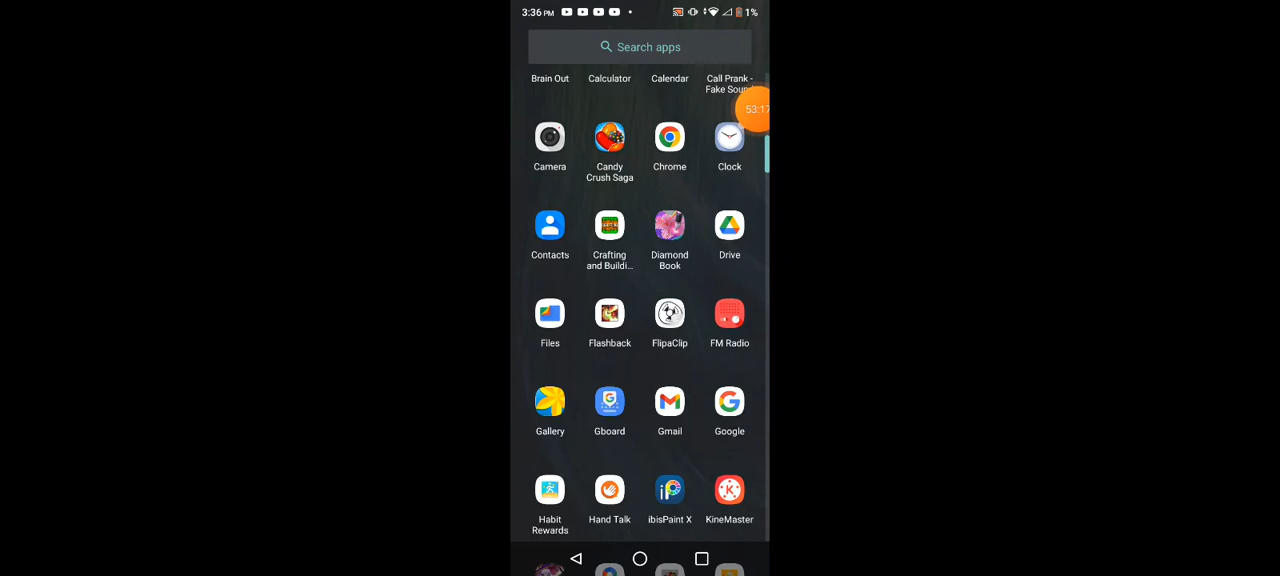 3:36 PM 1%
Search apps
Brain Out Calculator Calendar Call Prank -
Fake Soun
53:17
Camera Candy Chrome Clock
Crush Saga
Contacts Crafting Diamond Drive
and Buildi... Book
Files Flashback FlipaClip FM Radio
Gallery Gboard Gmail Google
Habit Hand Talk ibisPaint X KineMaster
Rewards